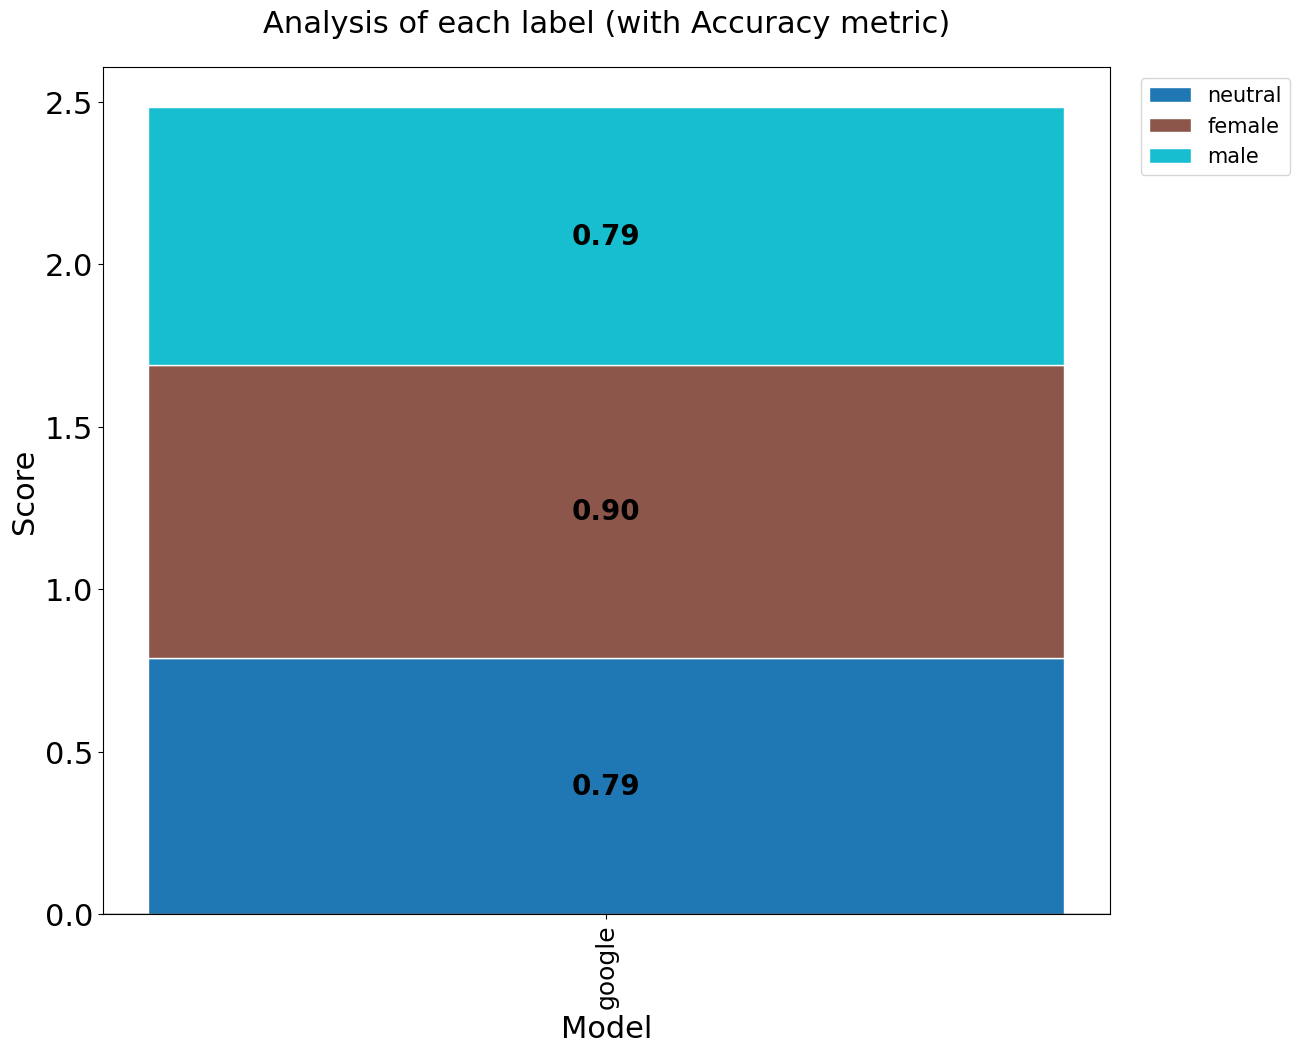 Analysis of each label (with Accuracy metric)
neutral
female
male
Score
2.5
2.0
1.5
1.0
0.5
0.0
0.79
0.90
0.79
google
Model